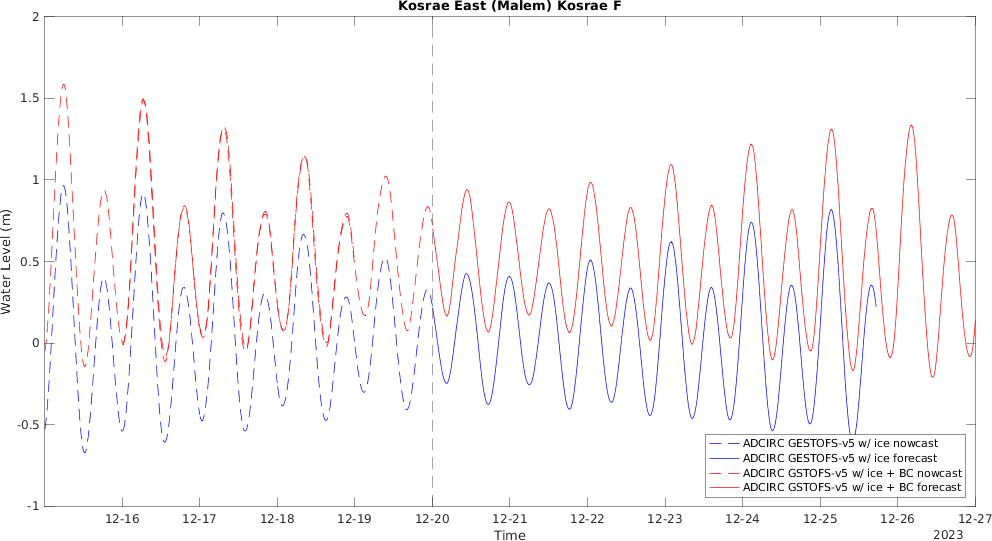 Kosrae East (Malem) Kosrae F
2
1.5
1
0.5
0
-0.5
-1
Water Level (m)
12-16 12-17 12-18 12-19 12-20 12-21 12-22 12-23 12-24 12-25 12-26 12-27
Time
2023
ADCIRC GESTOFS-v5 w/ ice nowcast
ADCIRC GESTOFS-v5 w/ ice forecast
ADCIRC GSTOFS-v5 w/ ice + BC nowcast
ADCIRC GSTOFS-v5 w/ ice + BC forecast